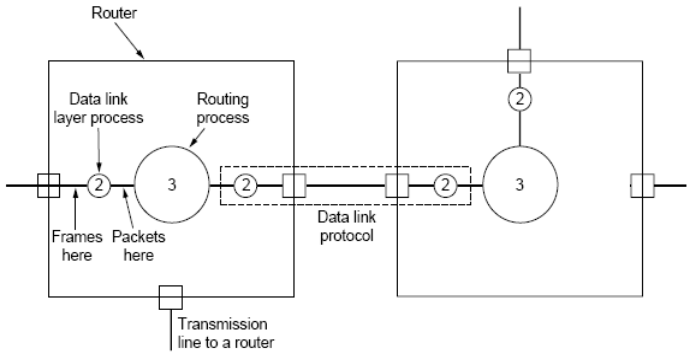 Router
Data link
layer process
Routing
process
2
3
2
2
3
2
Frames
here
Packets
here
Data link
protocol
Transmission
line to a router